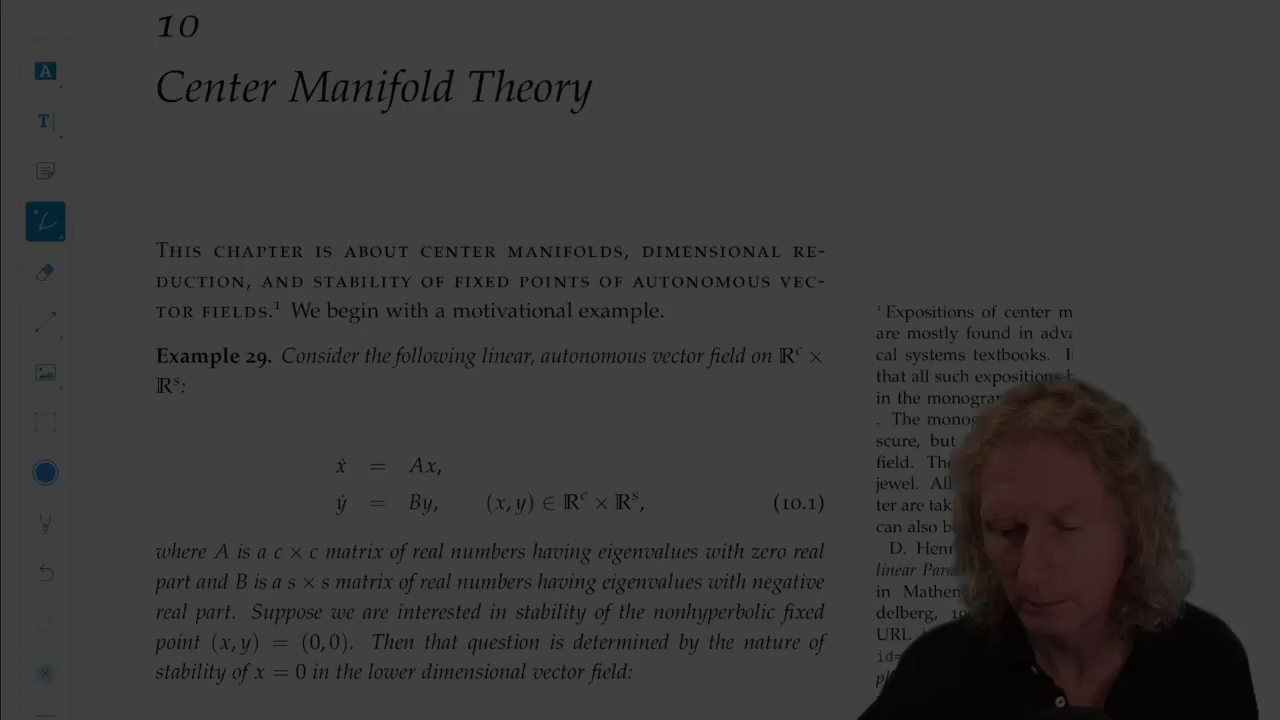 10
Center Manifold Theory
THIS CHAPTER IS ABOUT CENTER MANIFOLDS, DIMENSIONAL RE-
DUCTION, AND STABILITY OF FIXED POINTS OF AUTONOMOUS VEC-
TOR FIELDS.¹ We begin with a motivational example.
Example 29. Consider the following linear, autonomous vector field on ℝᶜ ×
ℝˢ:
ẋ = Ax,
ẏ = By, (x, y) ∈ ℝᶜ × ℝˢ, (10.1)
where A is a c × c matrix of real numbers having eigenvalues with zero real
part and B is a s × s matrix of real numbers having eigenvalues with negative
real part. Suppose we are interested in stability of the nonhyperbolic fixed
point (x, y) = (0, 0). Then that question is determined by the nature of
stability of x = 0 in the lower dimensional vector field:
¹ Expositions of center m
are mostly found in adva
cal systems textbooks. I
that all such expositions
in the monogra
. The monog
scure, but
field. The
jewel. All
ter are tak
can also b
D. Henr
linear Para
in Mathem
delberg, 19
URL
id=
pl
A
T